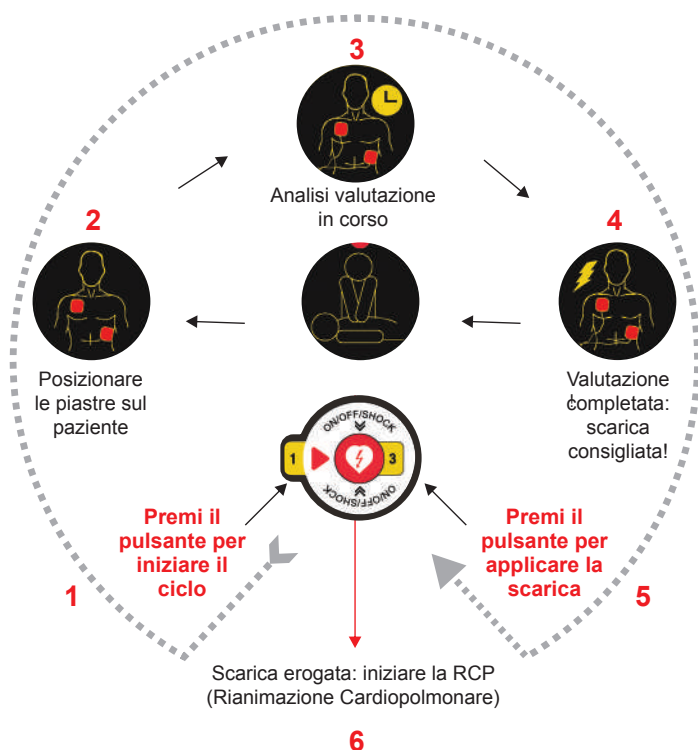 3
Analisi valutazione
in corso
2
Posizionare
le piastre sul
paziente
4
Valutazione
completata:
scarica
consigliata!
ON/OFF/SHOCK
1
3
ON/OFF/SHOCK
Premi il
pulsante per
iniziare il
ciclo
1
Premi il
pulsante per
applicare la
scarica
5
Scarica erogata: iniziare la RCP
(Rianimazione Cardiopolmonare)
6